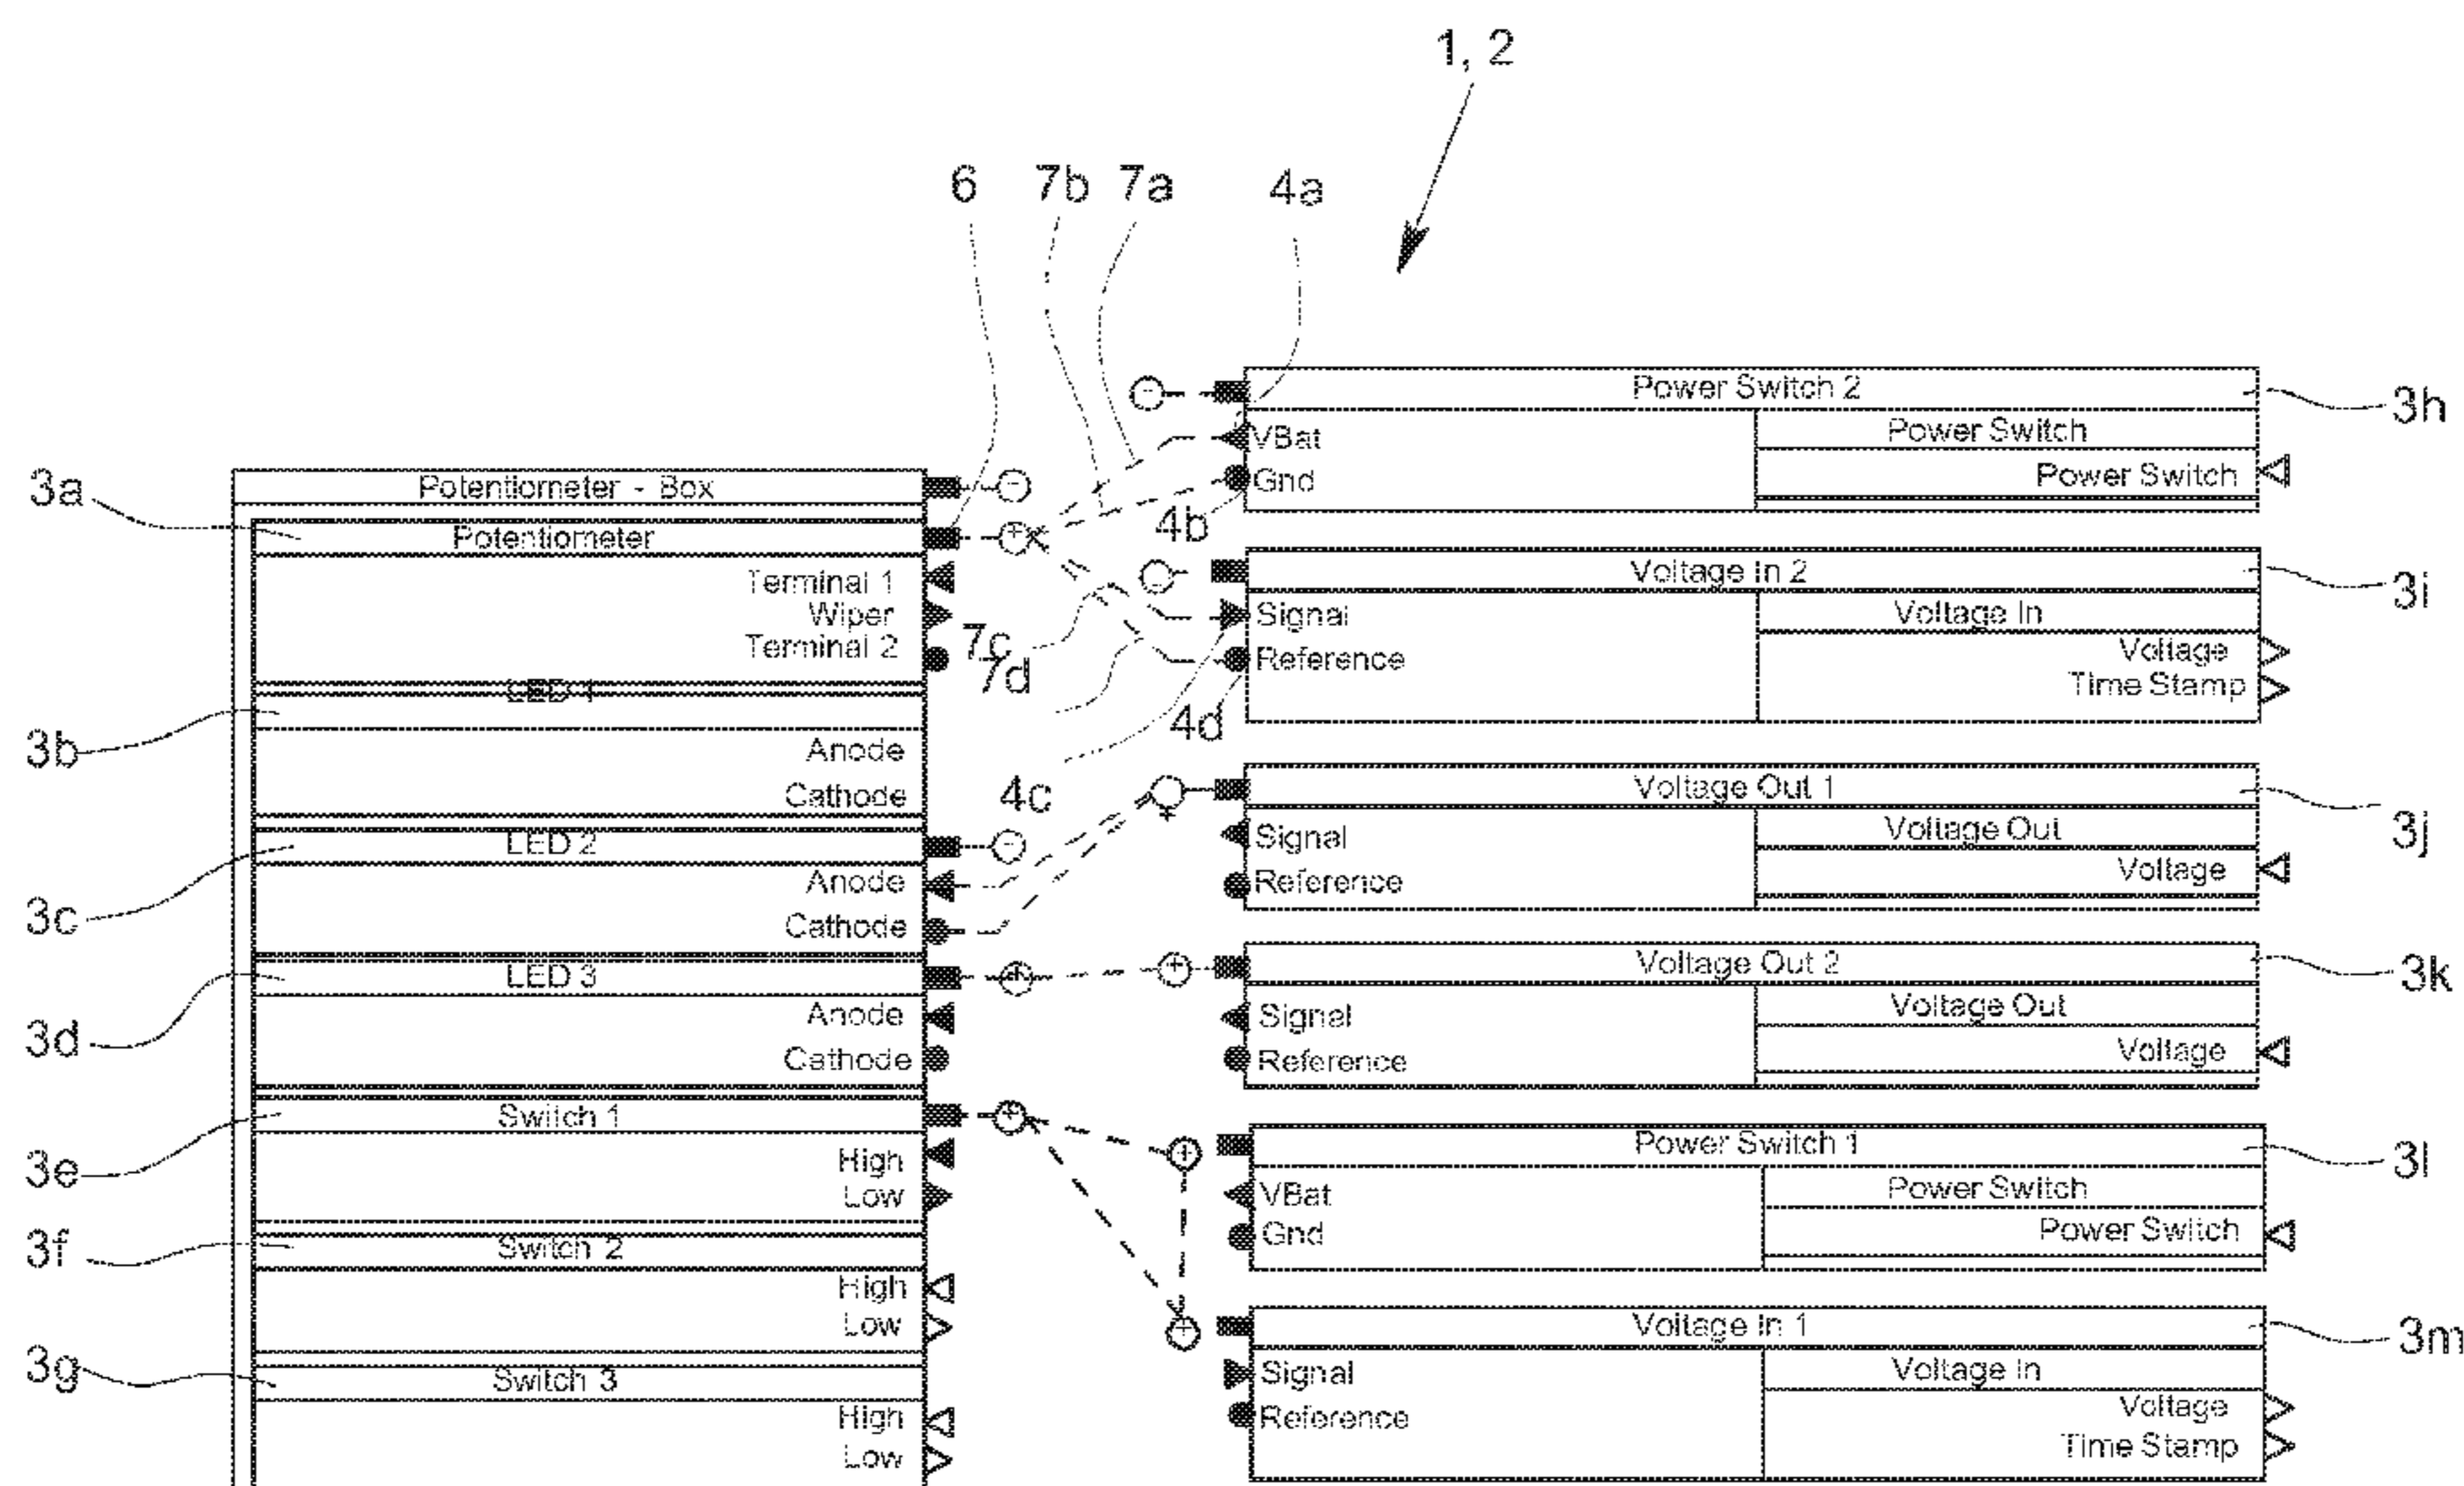 1, 2
6 7b 7a 4a
Power Switch 2
3h
VBat
Power Switch
Gnd
Power Switch
4b
3a
Potentiometer - Box
Potentiometer
Terminal 1
Wiper
Terminal 2
7c
7d
Voltage In 2
3i
Signal
Voltage In
Reference
Voltage
Time Stamp
4d
4c
LED 1
3b
Anode
Cathode
LED 2
3c
Anode
Cathode
Voltage Out 1
3j
Signal
Voltage Out
Reference
Voltage
LED 3
3d
Anode
Cathode
Voltage Out 2
3k
Signal
Voltage Out
Reference
Voltage
Switch 1
3e
High
Low
Power Switch 1
3l
VBat
Power Switch
Gnd
Power Switch
Switch 2
3f
High
Low
Voltage In 1
3m
Signal
Voltage In
Reference
Voltage
Time Stamp
Switch 3
3g
High
Low